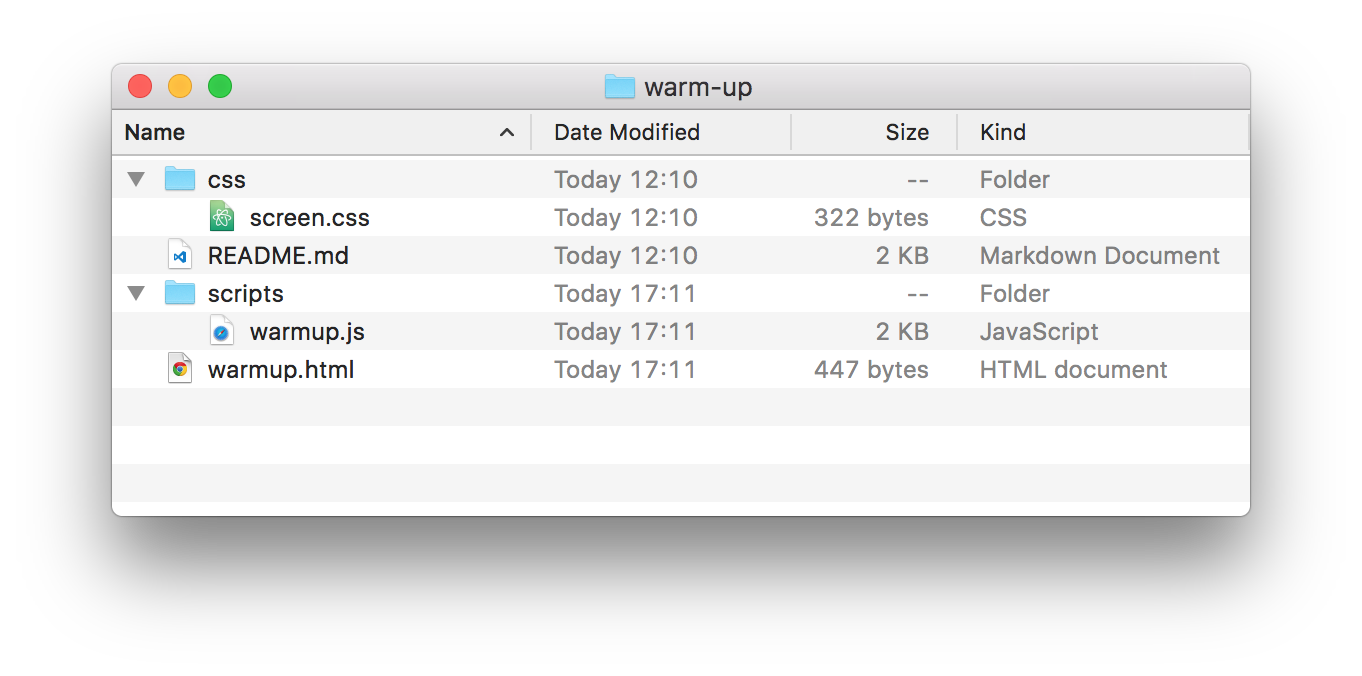 warm-up
Name Date Modified Size Kind
css Today 12:10 -- Folder
screen.css Today 12:10 322 bytes CSS
README.md Today 12:10 2 KB Markdown Document
scripts Today 17:11 -- Folder
warmup.js Today 17:11 2 KB JavaScript
warmup.html Today 17:11 447 bytes HTML document